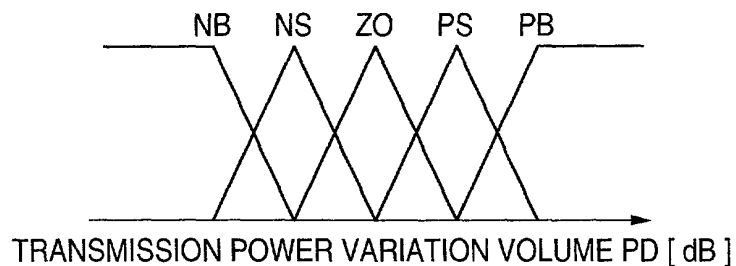 NB NS ZO PS PB
TRANSMISSION POWER VARIATION VOLUME PD [ dB ]